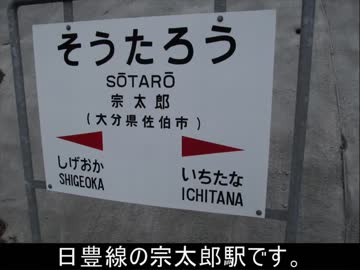 そうたろう
SŌTARŌ
宗太郎
(大分県佐伯市)
しげおか
SHIGEOKA
いちたな
ICHITANA
日豊線の宗太郎駅です。